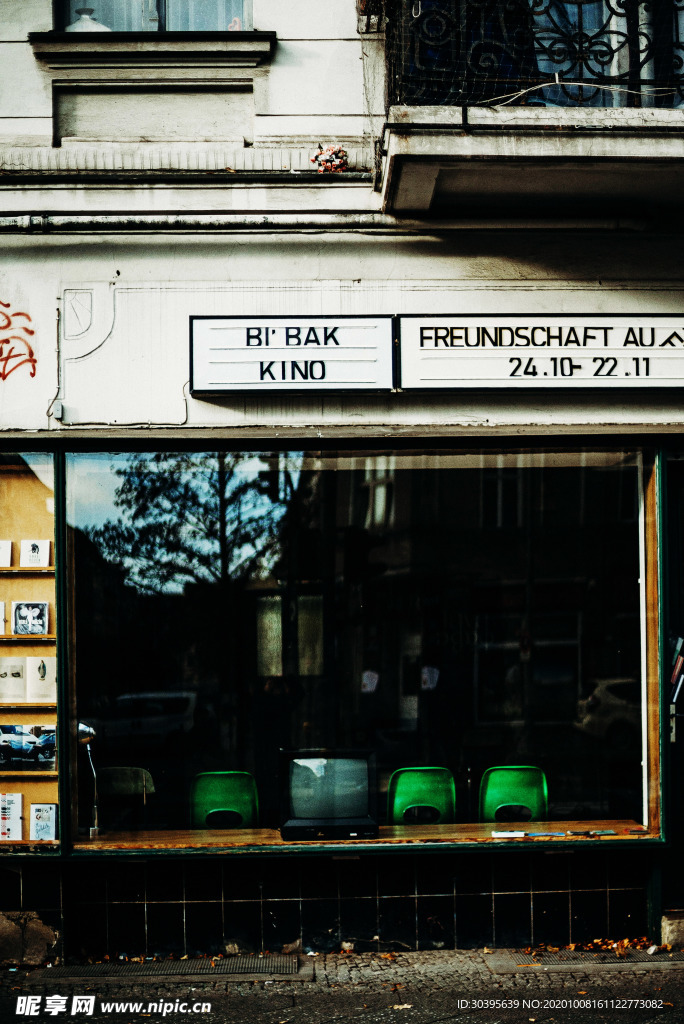 BI' BAK
KINO
FREUNDSCHAFT AU
24.10- 22.11
昵享网 www.nipic.cn
ID:30395639 NO:20201008161122773082